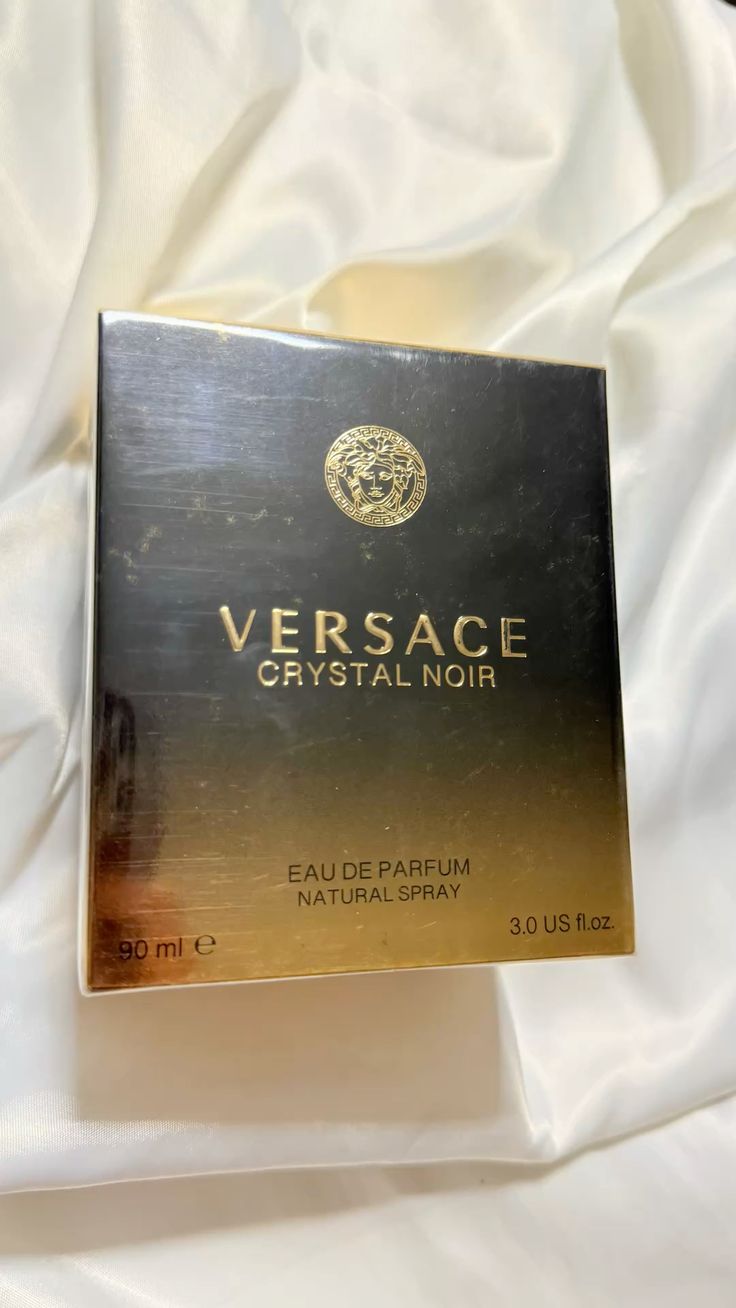 VERSACE
CRYSTAL NOIR
EAU DE PARFUM
NATURAL SPRAY
90 ml ℮
3.0 US fl.oz.